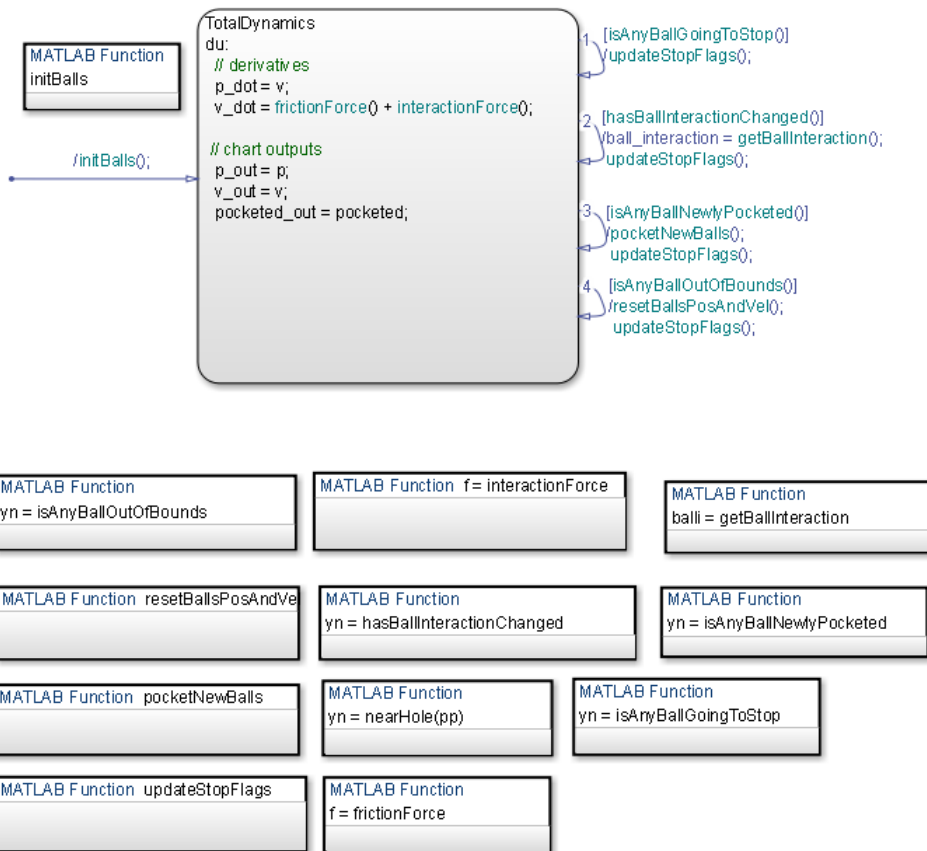 TotalDynamics
du:
// derivatives
p_dot = v;
v_dot = frictionForce() + interactionForce();
// chart outputs
p_out = p;
v_out = v;
pocketed_out = pocketed;
MATLAB Function
initBalls
/initBalls();
1
[isAnyBallGoingToStop()]
/updateStopFlags();
2
[hasBallInteractionChanged()]
/ball_interaction = getBallInteraction();
updateStopFlags();
3
[isAnyBallNewlyPocketed()]
/pocketNewBalls();
updateStopFlags();
4
[isAnyBallOutOfBounds()]
/resetBallsPosAndVel();
updateStopFlags();
MATLAB Function
yn = isAnyBallOutOfBounds
MATLAB Function f = interactionForce
MATLAB Function
balli = getBallInteraction
MATLAB Function resetBallsPosAndVe
MATLAB Function
yn = hasBallInteractionChanged
MATLAB Function
yn = isAnyBallNewlyPocketed
MATLAB Function pocketNewBalls
MATLAB Function
yn = nearHole(pp)
MATLAB Function
yn = isAnyBallGoingToStop
MATLAB Function updateStopFlags
MATLAB Function
f = frictionForce